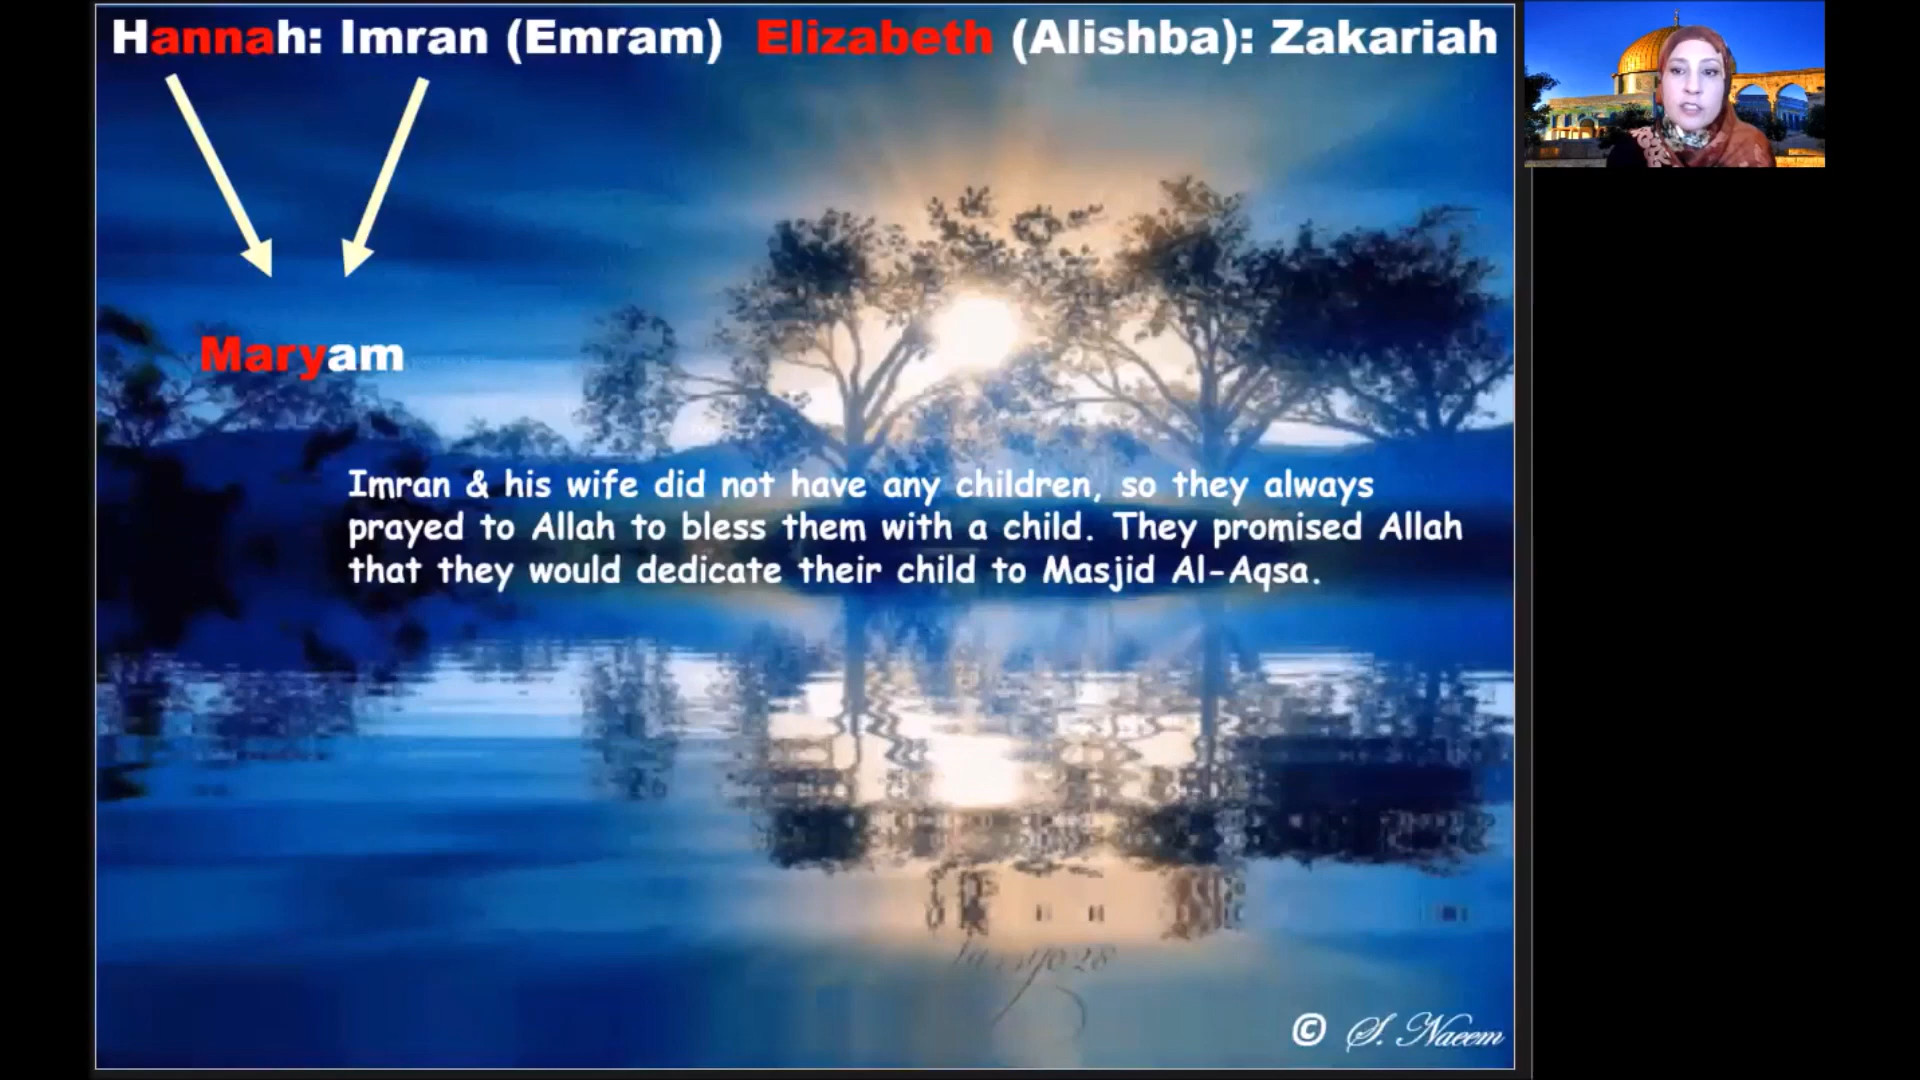 Hannah: Imran (Emram) Elizabeth (Alishba): Zakariah
Maryam
Imran & his wife did not have any children, so they always
prayed to Allah to bless them with a child. They promised Allah
that they would dedicate their child to Masjid Al-Aqsa.
© S. Naeem